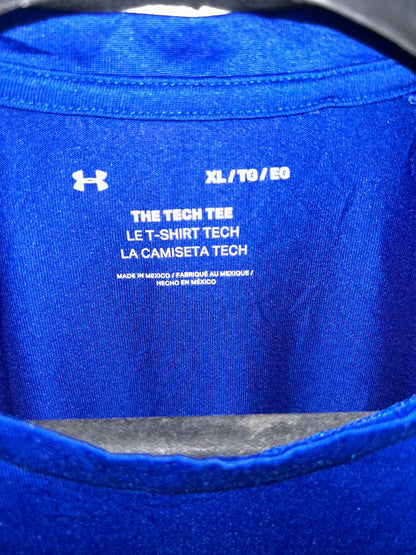 XL / TG / EG
THE TECH TEE
LE T-SHIRT TECH
LA CAMISETA TECH
MADE IN MEXICO / FABRIQUÉ AU MEXIQUE /
HECHO EN MÉXICO